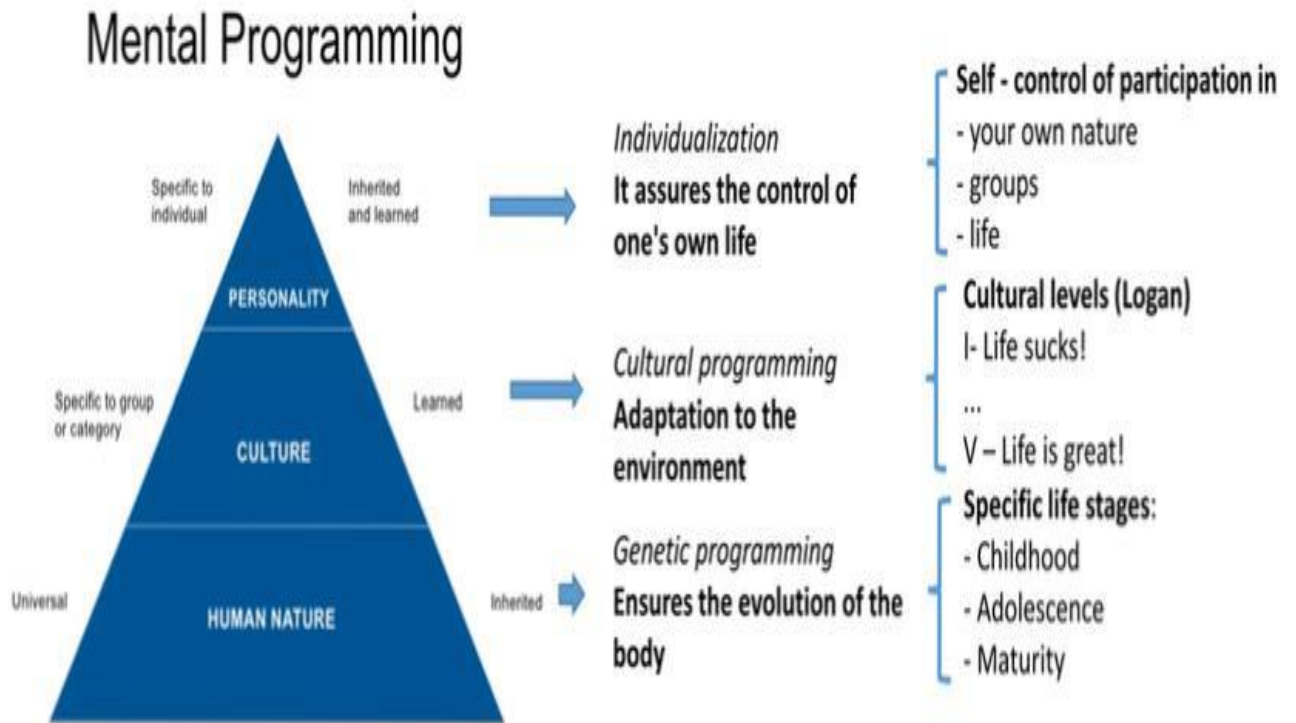 Mental Programming
Specific to
individual
Inherited
and learned
PERSONALITY
Individualization
It assures the control of
one's own life
Self - control of participation in
- your own nature
- groups
- life
Specific to group
or category
Learned
CULTURE
Cultural programming
Adaptation to the
environment
Cultural levels (Logan)
I- Life sucks!
...
V – Life is great!
Universal
Inherited
HUMAN NATURE
Genetic programming
Ensures the evolution of the
body
Specific life stages:
- Childhood
- Adolescence
- Maturity